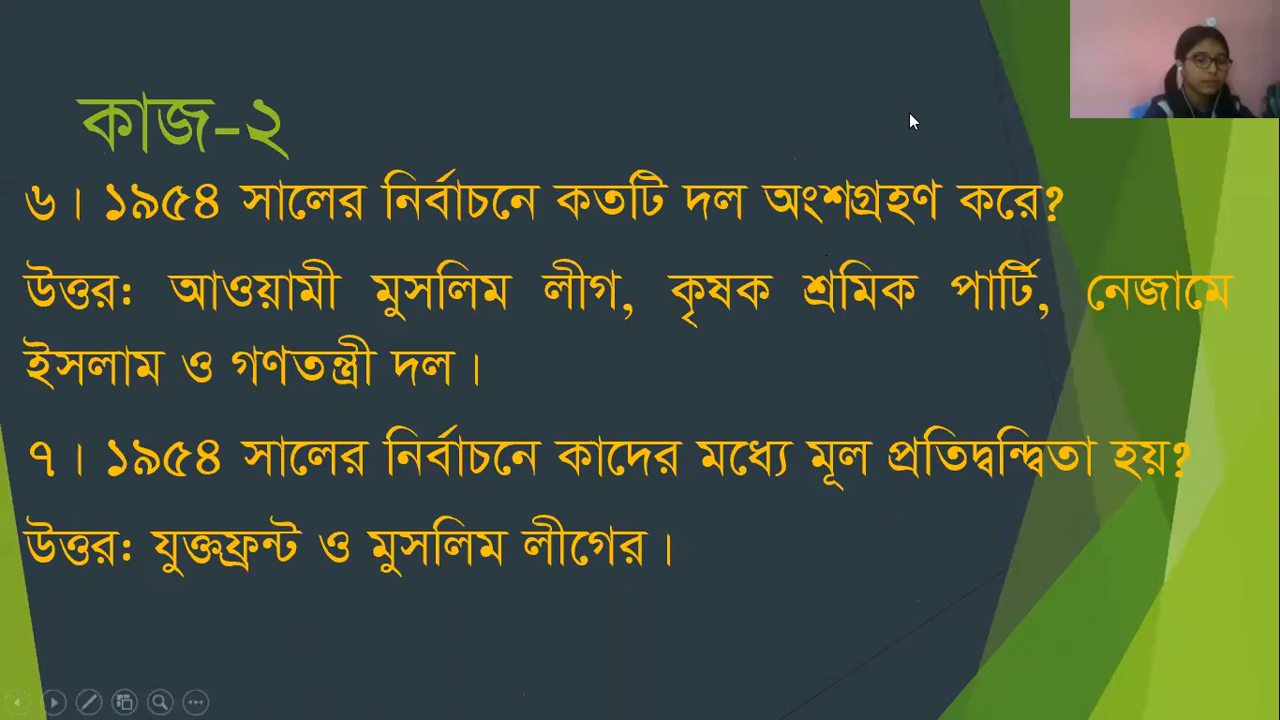 কাজ-২
৬। ১৯৫৪ সালের নির্বাচনে কতটি দল অংশগ্রহণ করে?
উত্তর: আওয়ামী মুসলিম লীগ, কৃষক শ্রমিক পার্টি, নেজামে
ইসলাম ও গণতন্ত্রী দল।
৭। ১৯৫৪ সালের নির্বাচনে কাদের মধ্যে মূল প্রতিদ্বন্দ্বিতা হয়?
উত্তর: যুক্তফ্রন্ট ও মুসলিম লীগের।